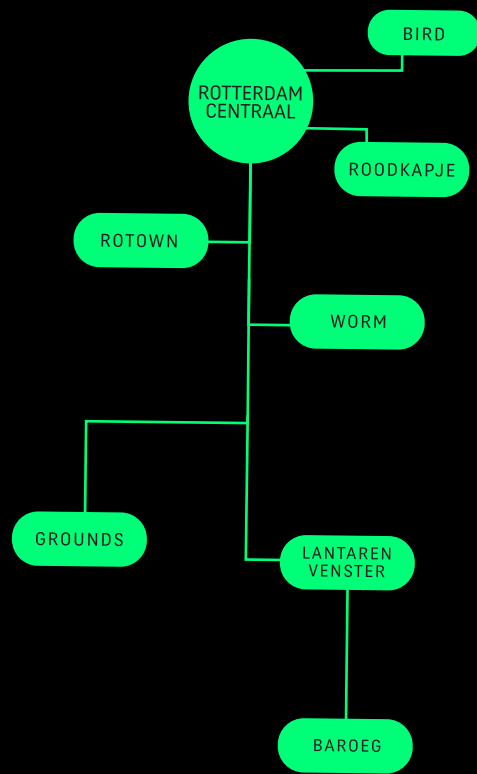 BIRD
ROTTERDAM
CENTRAAL
ROODKAPJE
ROTOWN
WORM
GROUNDS
LANTAREN
VENSTER
BAROEG